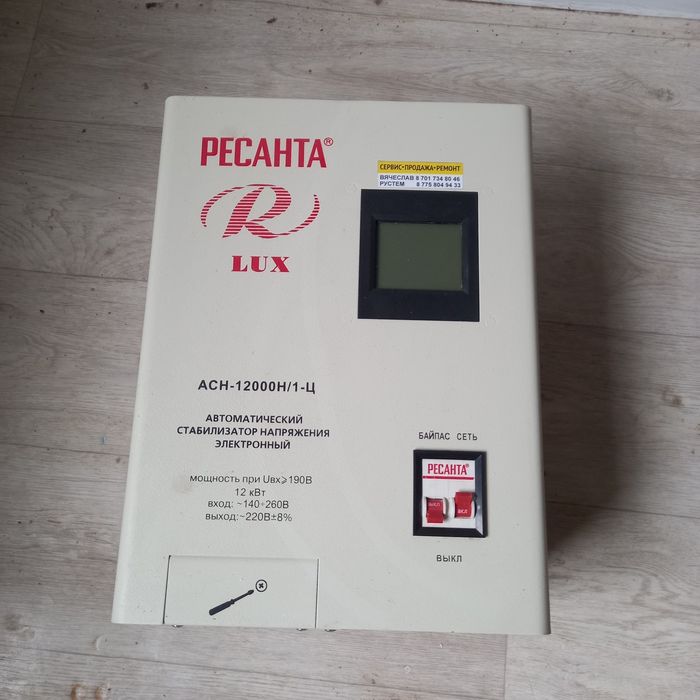 РЕСАНТА®
R
LUX
СЕРВИС•ПРОДАЖА•РЕМОНТ
ВЯЧЕСЛАВ 8 701 734 80 46
РУСТЕМ 8 775 804 94 33
АСН-12000Н/1-Ц
АВТОМАТИЧЕСКИЙ
СТАБИЛИЗАТОР НАПРЯЖЕНИЯ
ЭЛЕКТРОННЫЙ
мощность при Uвх⩾190В
12 кВт
вход: ~140÷260В
выход:~220В±8%
БАЙПАС СЕТЬ
РЕСАНТА®
ВКЛ
ВКЛ
ВЫКЛ